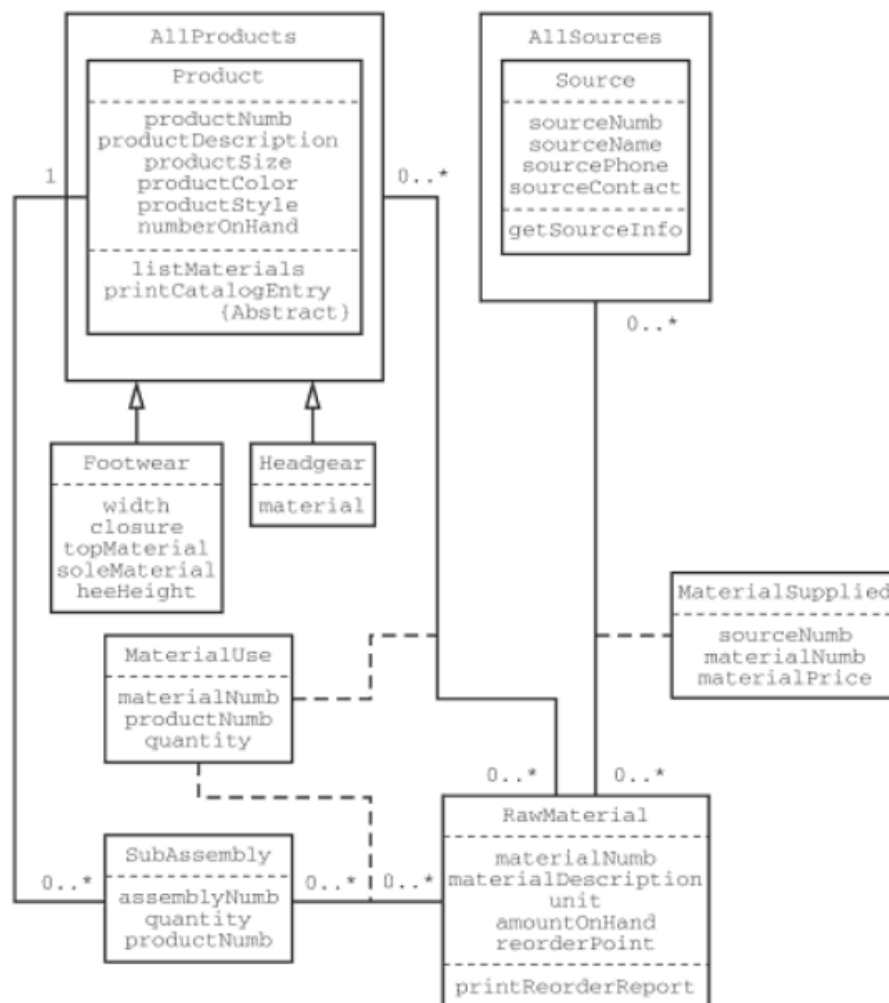 AllProducts
Product
productNumb
productDescription
productSize
productColor
productStyle
numberOnHand
listMaterials
printCatalogEntry
{Abstract}
1
0..*
AllSources
Source
sourceNumb
sourceName
sourcePhone
sourceContact
getSourceInfo
0..*
Footwear
width
closure
topMaterial
soleMaterial
heeHeight
Headgear
material
MaterialSupplied
sourceNumb
materialNumb
materialPrice
MaterialUse
materialNumb
productNumb
quantity
0..*
0..*
RawMaterial
materialNumb
materialDescription
unit
amountOnHand
reorderPoint
printReorderReport
SubAssembly
assemblyNumb
quantity
productNumb
0..*
0..*
0..*